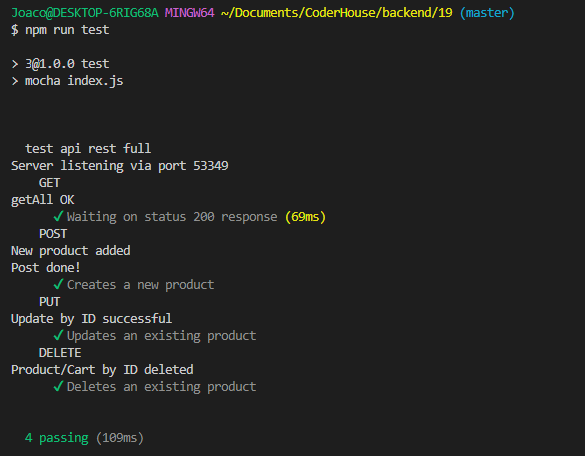 Joaco@DESKTOP-6RIG68A MINGW64 ~/Documents/CoderHouse/backend/19 (master)
$ npm run test
> 3@1.0.0 test
> mocha index.js
test api rest full
Server listening via port 53349
GET
getAll OK
✓ Waiting on status 200 response (69ms)
POST
New product added
Post done!
✓ Creates a new product
PUT
Update by ID successful
✓ Updates an existing product
DELETE
Product/Cart by ID deleted
✓ Deletes an existing product
4 passing (109ms)